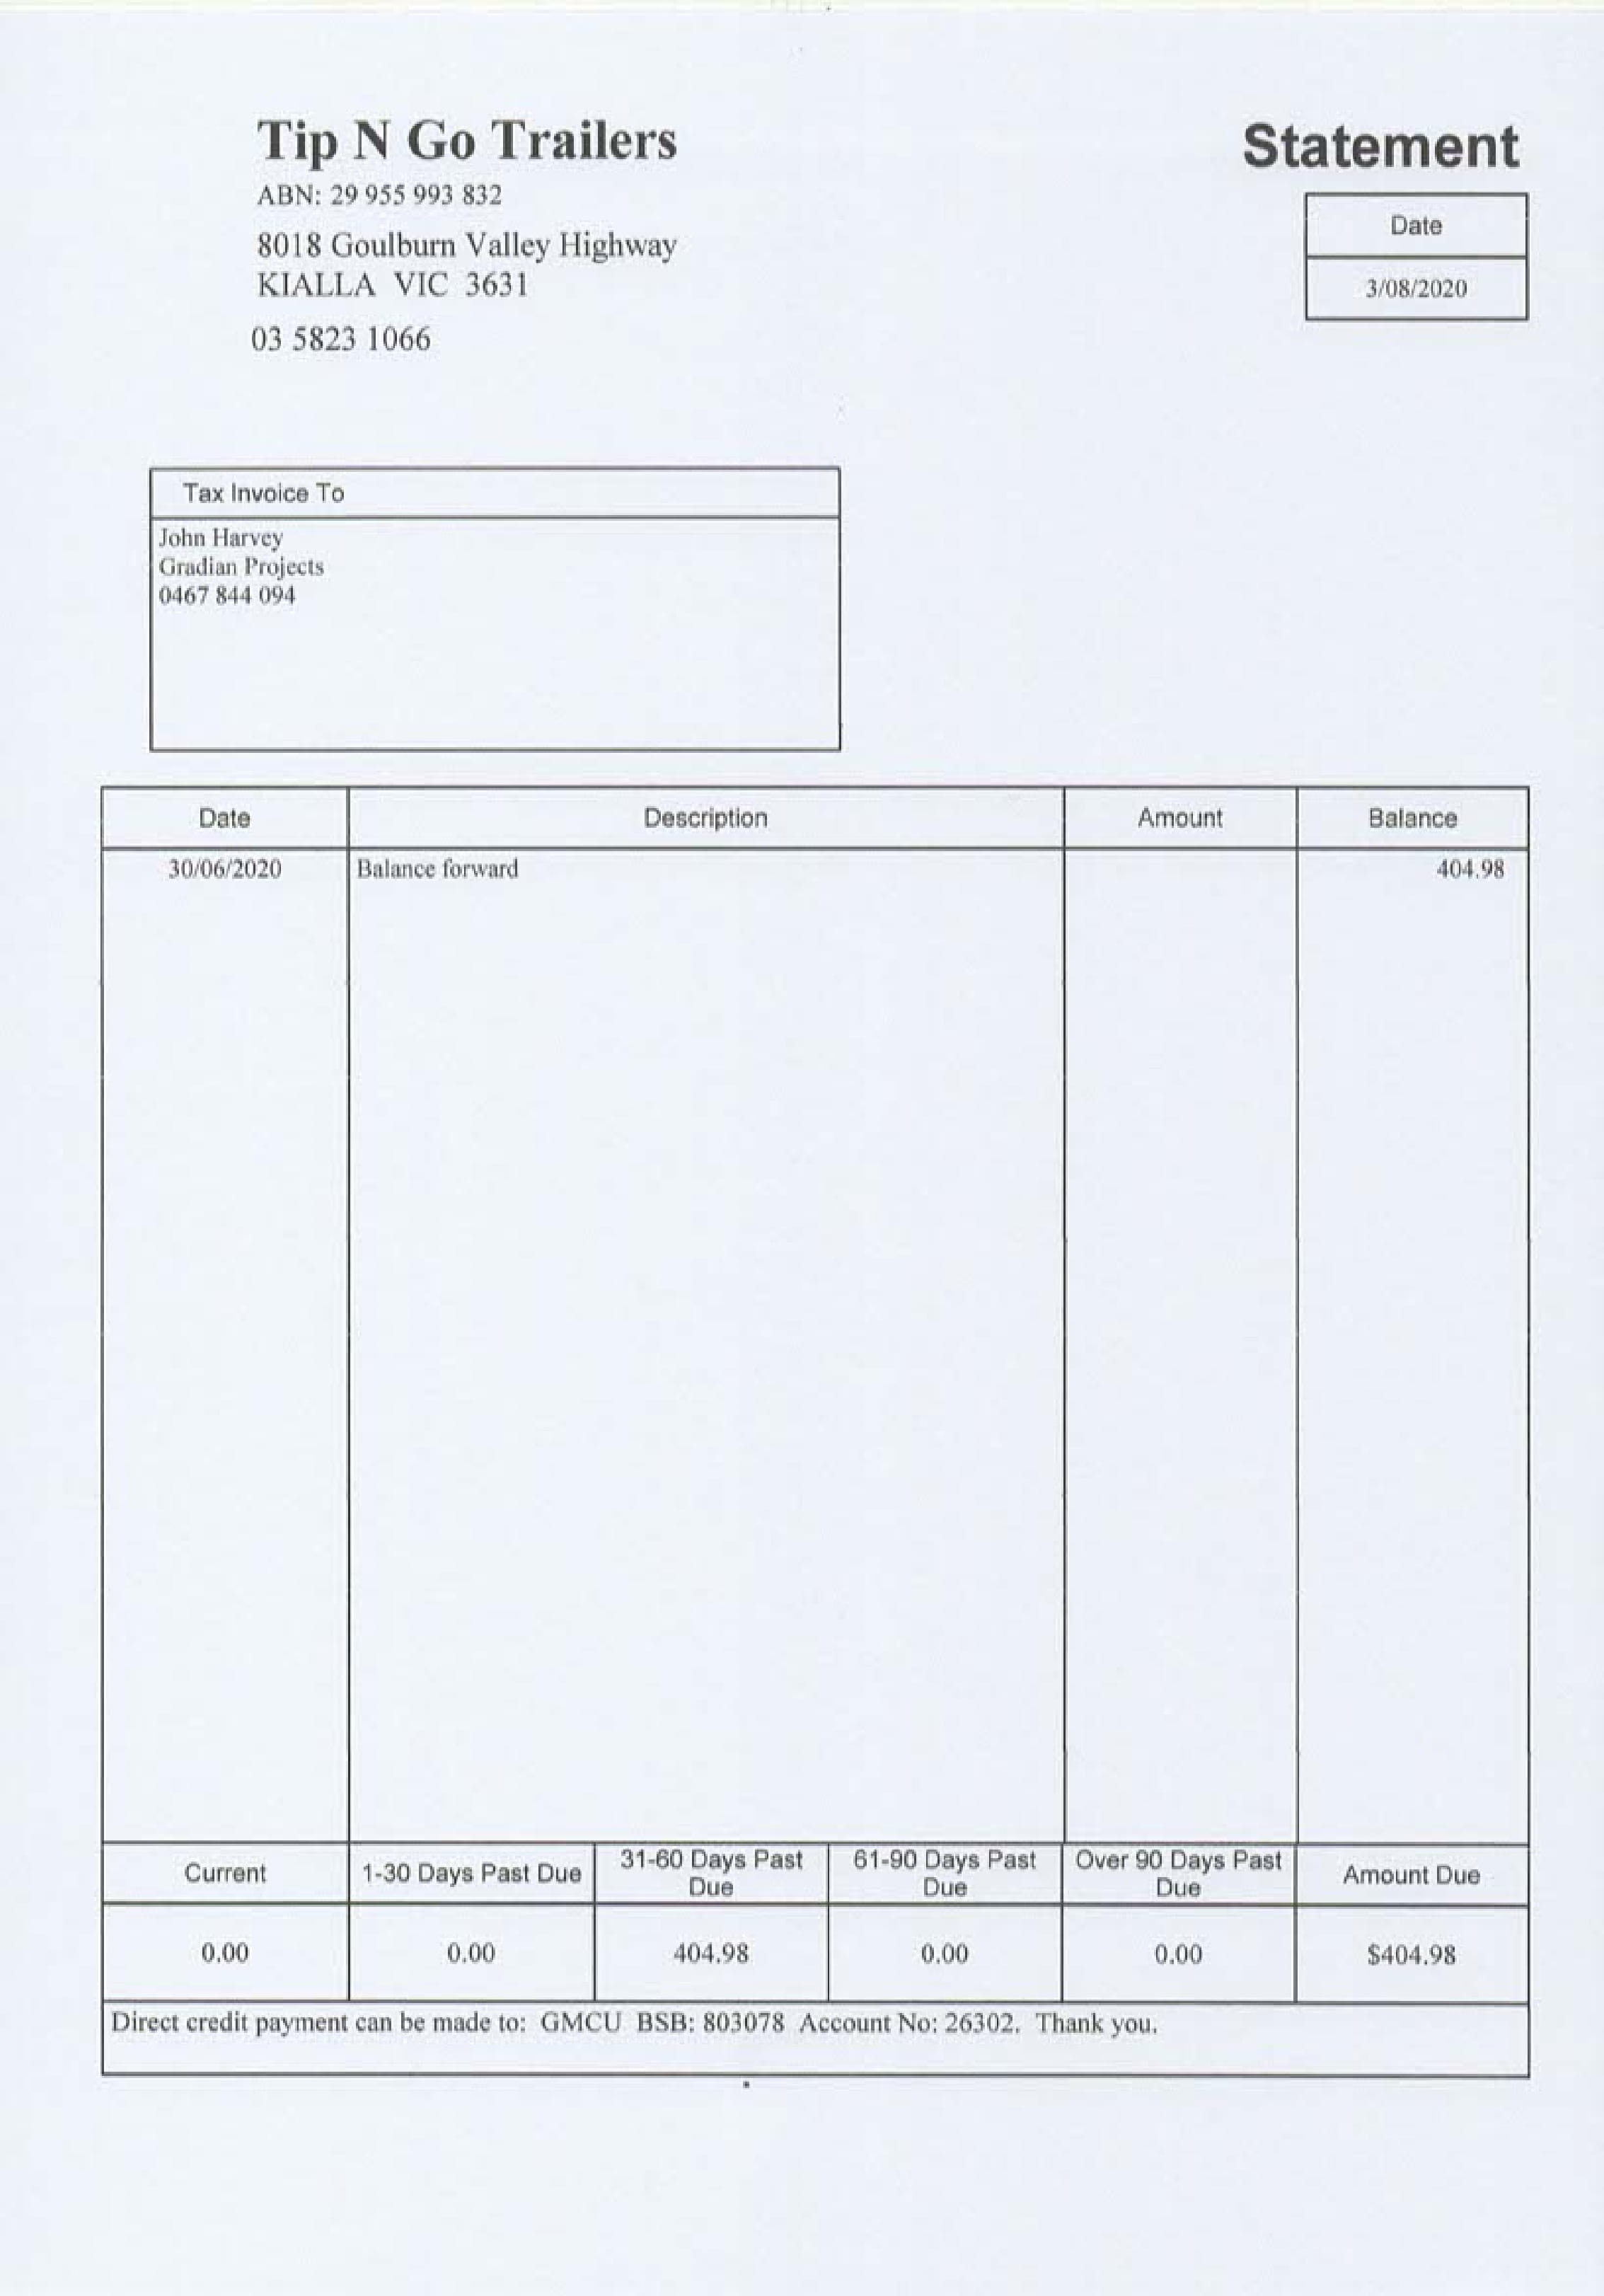 Tip N Go Trailers
Statement
ABN: 29 955 993 832
8018 Goulburn Valley Highway
KIALLA VIC 3631
03 5823 1066
Date
3/08/2020
Tax Invoice To
John Harvey
Gradian Projects
0467 844 094
Date Description Amount Balance
30/06/2020 Balance forward 404.98
Current 1-30 Days Past Due 31-60 Days Past Due 61-90 Days Past Due Over 90 Days Past Due Amount Due
0.00 0.00 404.98 0.00 0.00 $404.98
Direct credit payment can be made to: GMCU BSB: 803078 Account No: 26302. Thank you.